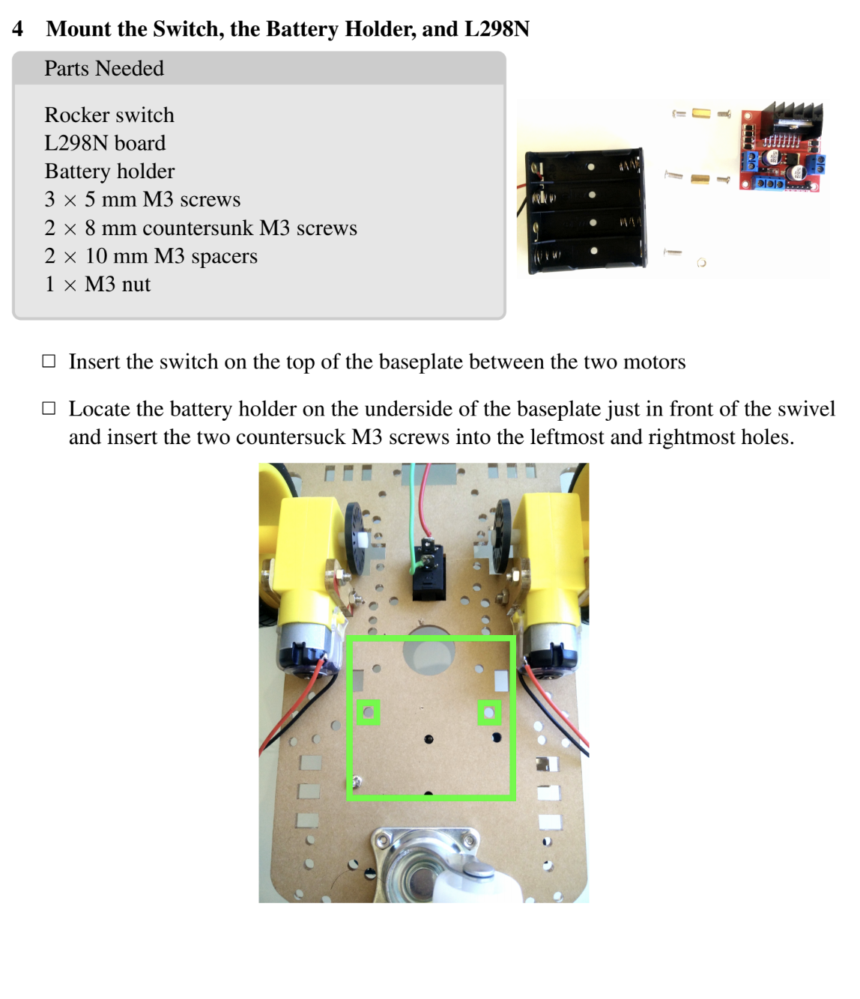 4 Mount the Switch, the Battery Holder, and L298N
Parts Needed
Rocker switch
L298N board
Battery holder
3 × 5 mm M3 screws
2 × 8 mm countersunk M3 screws
2 × 10 mm M3 spacers
1 × M3 nut
□ Insert the switch on the top of the baseplate between the two motors
□ Locate the battery holder on the underside of the baseplate just in front of the swivel
and insert the two countersuck M3 screws into the leftmost and rightmost holes.